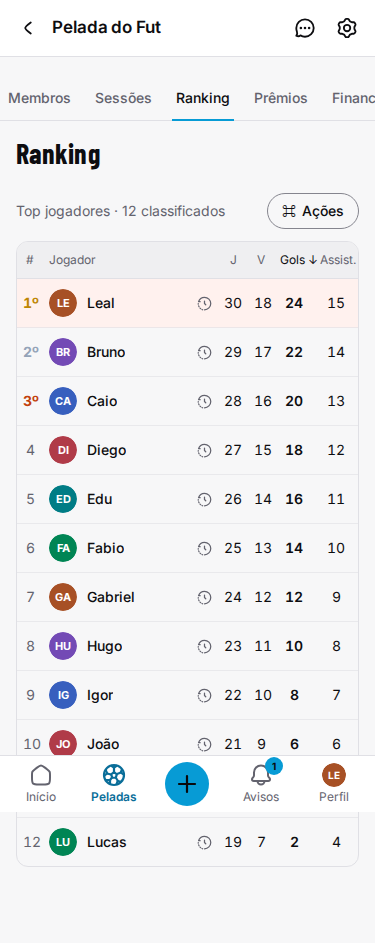 Pelada do Fut
Membros Sessões Ranking Prêmios Financ
Ranking
Top jogadores · 12 classificados Ações
# Jogador J V Gols ↓ Assist.
1º LE Leal 30 18 24 15
2º BR Bruno 29 17 22 14
3º CA Caio 28 16 20 13
4 DI Diego 27 15 18 12
5 ED Edu 26 14 16 11
6 FA Fabio 25 13 14 10
7 GA Gabriel 24 12 12 9
8 HU Hugo 23 11 10 8
9 IG Igor 22 10 8 7
10 JO João 21 9 6 6
1
LE
Início Peladas Avisos Perfil
12 LU Lucas 19 7 2 4